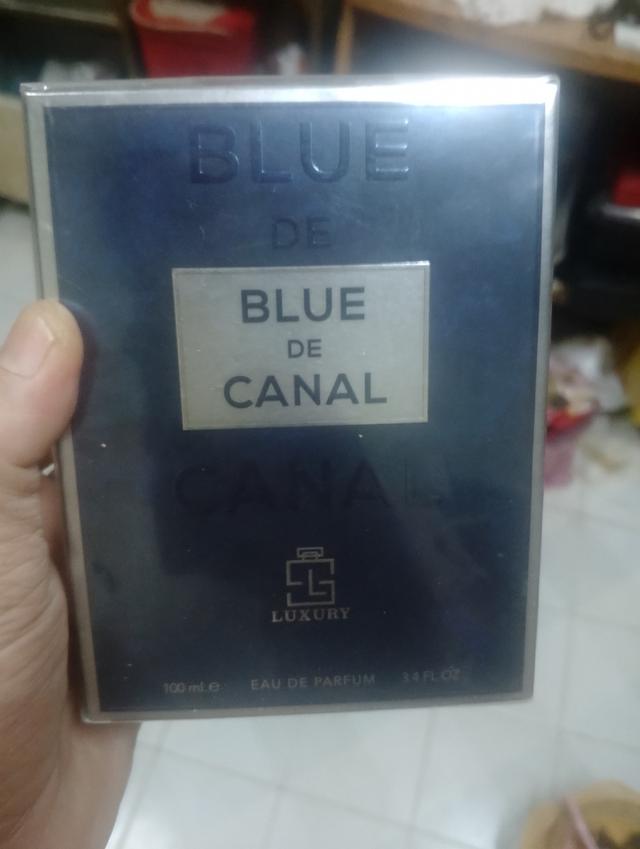 BLUE
DE
BLUE
DE
CANAL
CANAL
LUXURY
100 ml.e EAU DE PARFUM 3.4 FL.OZ